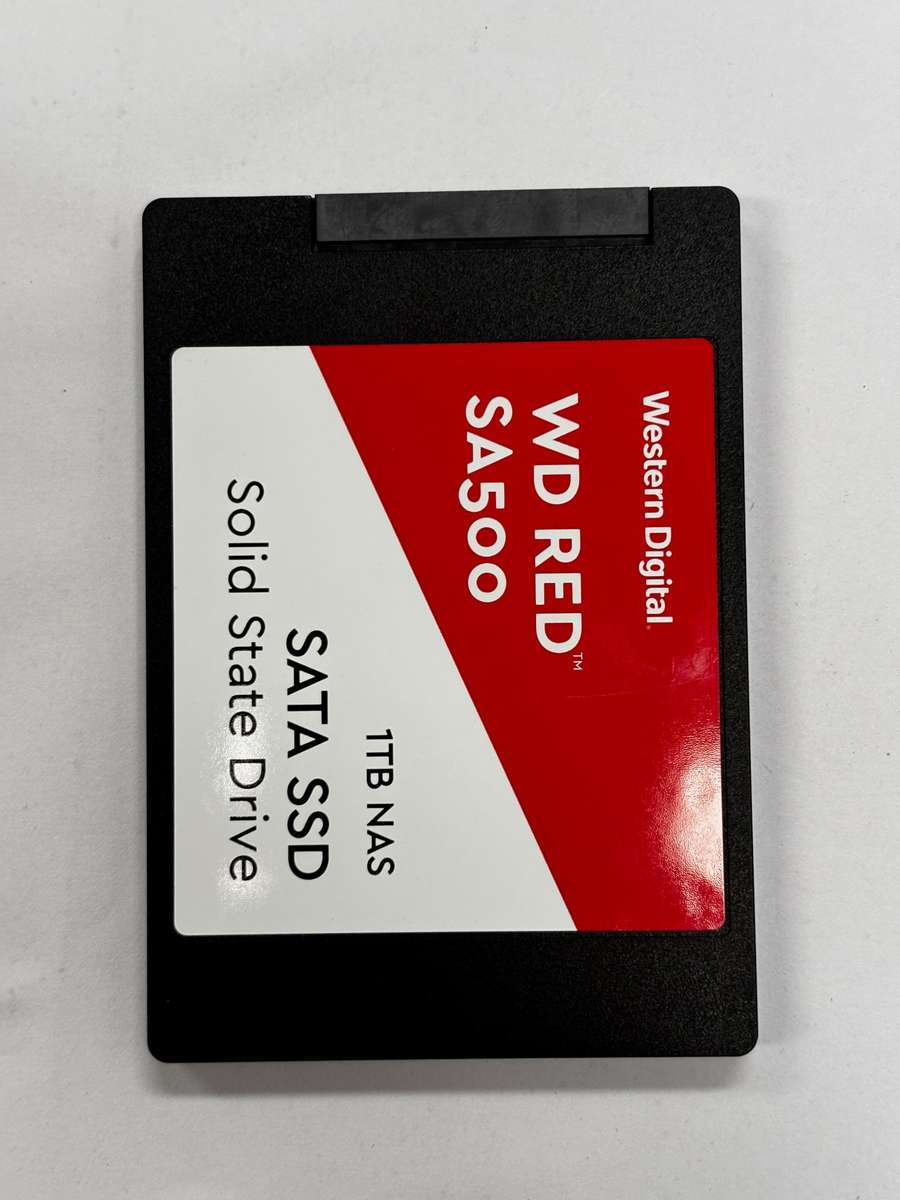 Western Digital.
WD RED™
SA500
1TB NAS
SATA SSD
Solid State Drive